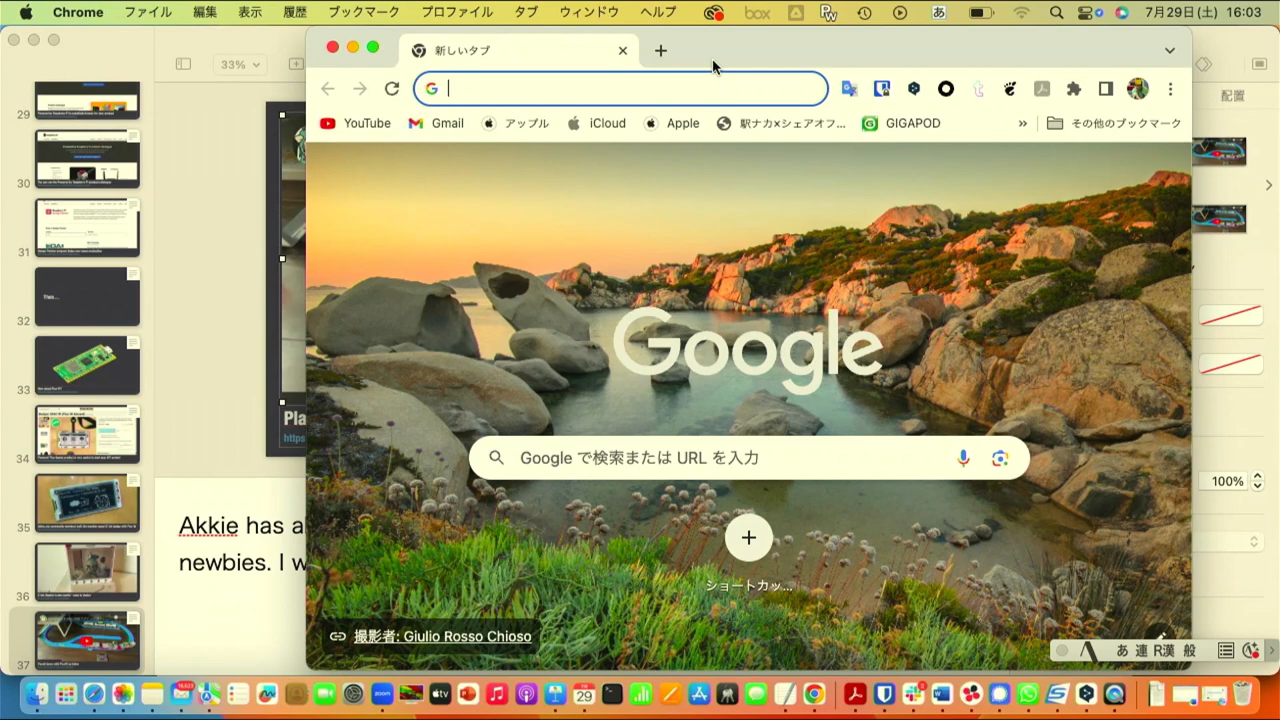 Chrome ファイル 編集 表示 履歴 ブックマーク プロファイル タブ ウィンドウ ヘルプ box あ 7月29日(土) 16:03
33%
新しいタブ
YouTube Gmail アップル iCloud Apple 駅ナカ×シェアオフ... GIGAPOD » その他のブックマーク
配置
29
30
31
32
This...
33
34
35
36
37
Google
Google で検索または URL を入力
ショートカッ...
撮影者: Giulio Rosso Chioso
Pla
https
100%
Akkie has a
newbies. I w
あ 連 R漢 般
zoom
tv
29